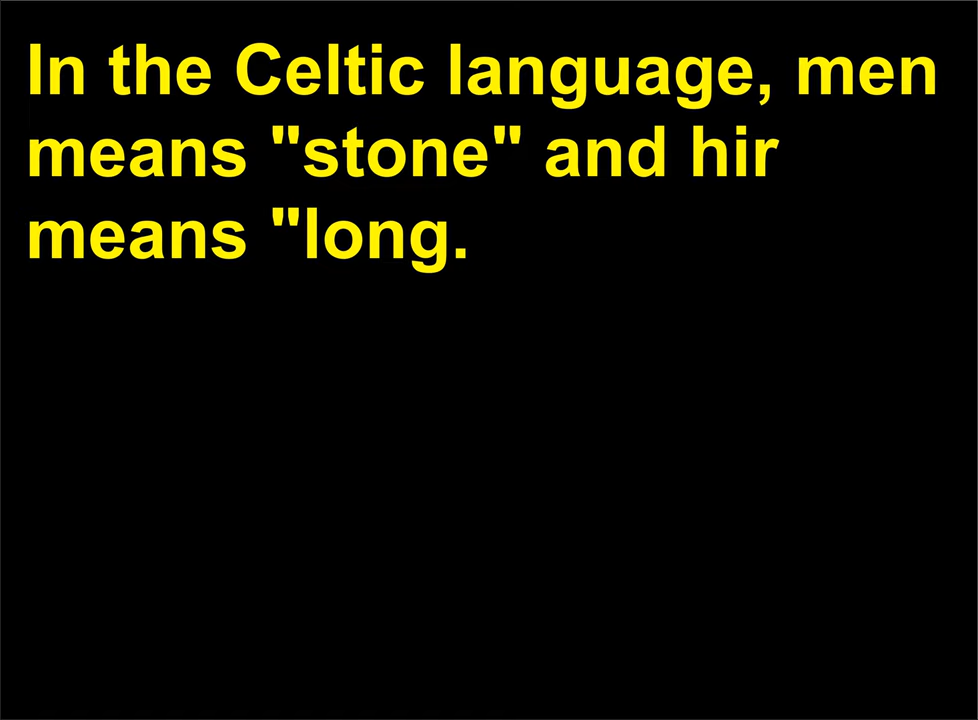 In the Celtic language, men
means "stone" and hir
means "long.